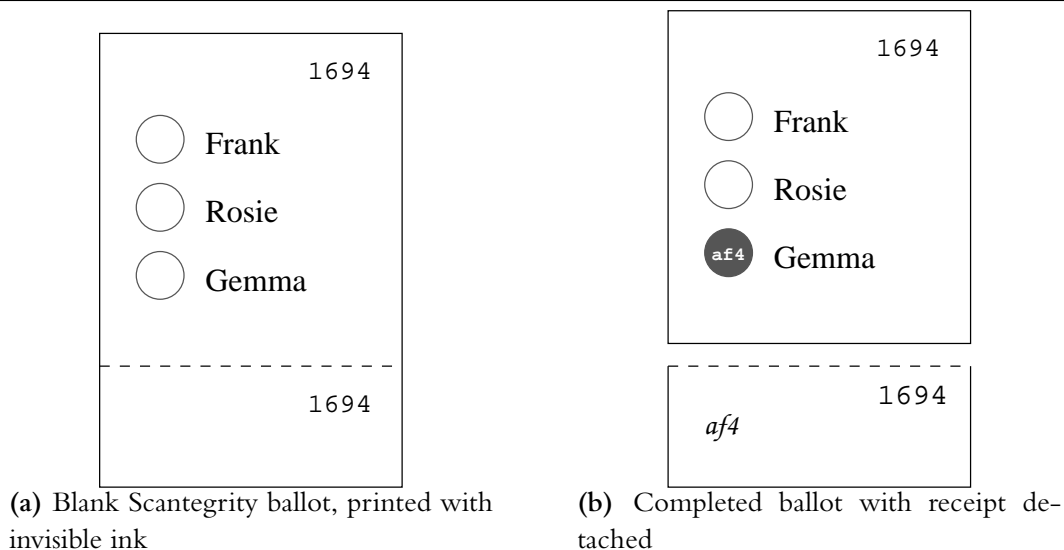 1694
Frank
Rosie
Gemma
1694
(a) Blank Scantegrity ballot, printed with
invisible ink
1694
Frank
Rosie
af4 Gemma
1694
af4
(b) Completed ballot with receipt de-
tached